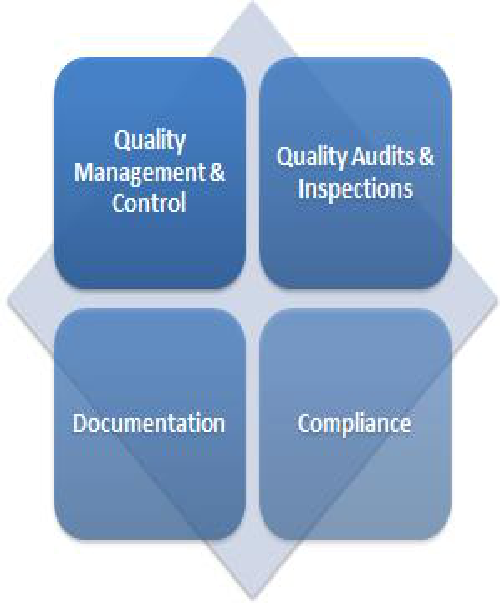 Quality
Management &
Control
Quality Audits &
Inspections
Documentation
Compliance